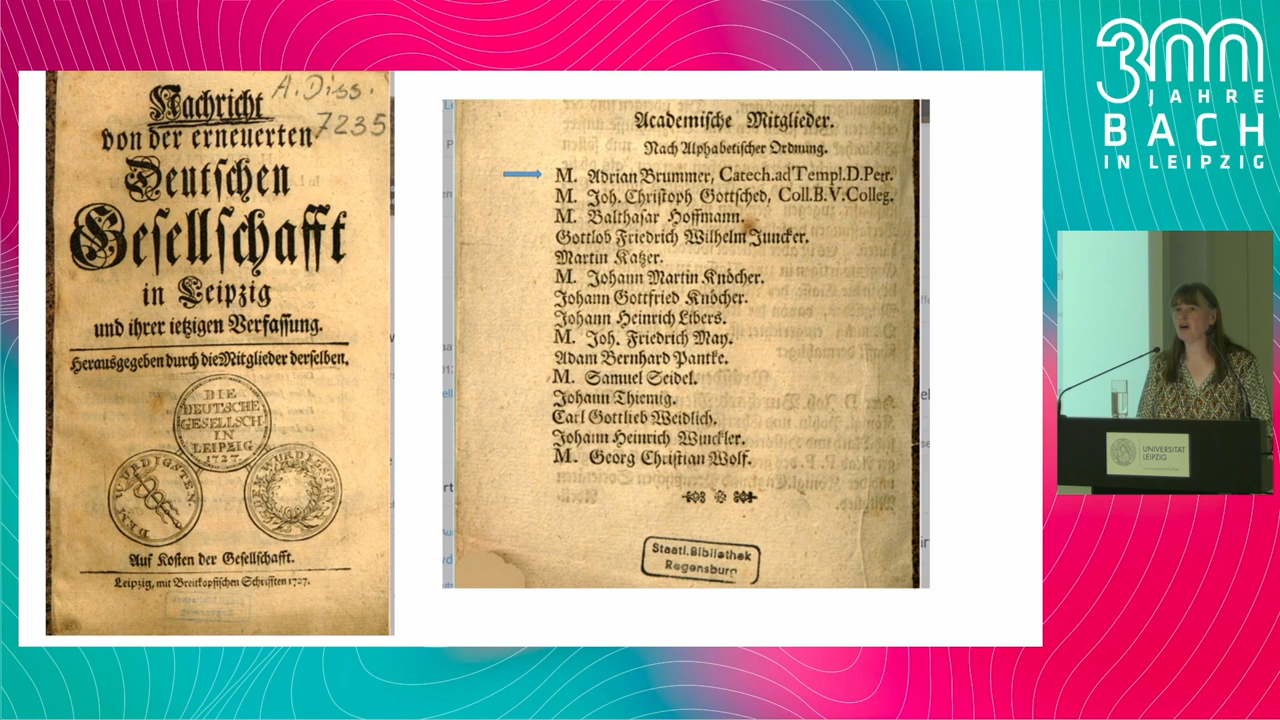 Nachricht
von der erneuerten
Deutschen
Gesellschafft
in Leipzig
und ihrer ietzigen Verfassung.
Herausgegeben durch die Mitglieder derselben.
DIE
DEUTSCHE
GESELLSCH
IN
LEIPZIG
1727.
DEM WÜRDIGSTEN
DEM WÜRDIGSTEN
Auf Kosten der Gesellschafft.
Leipzig, mit Breitkopfischen Schrifften 1727.
A. Diss.
7235
Academische Mitglieder.
Nach Alphabetischer Ordnung.
M. Adrian Brummer, Catech.ad Templ.D.Petr.
M. Joh. Christoph Gottsched, Coll.B.V.Colleg.
M. Balthasar Hoffmann.
Gottlob Friedrich Wilhelm Juncker.
Martin Katzer.
M. Johann Martin Knöcher.
Johann Gottfried Knöcher.
Johann Heinrich Libers.
M. Joh. Friedrich May.
Adam Bernhard Pantke.
M. Samuel Seidel.
Johann Thiemig.
Carl Gottlieb Weidlich.
Johann Heinrich Winckler.
M. Georg Christian Wolf.
Staatl. Bibliothek
Regensburg
300
JAHRE
BACH
IN LEIPZIG
UNIVERSITÄT
LEIPZIG